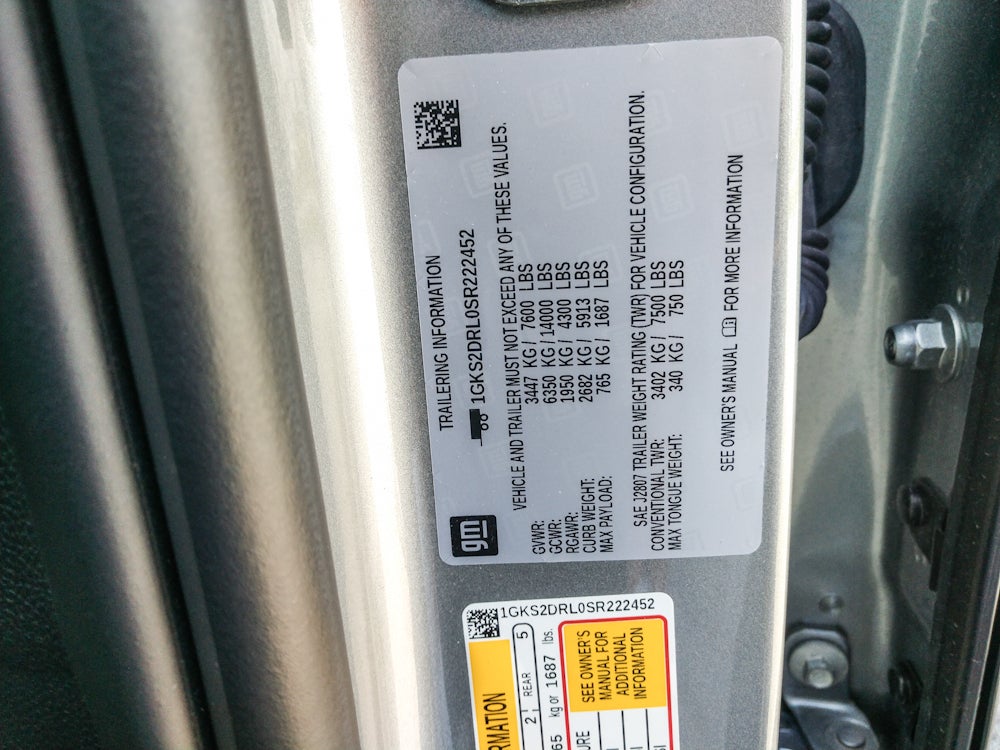 TRAILERING INFORMATION
gm 1GKS2DRL0SR222452
VEHICLE AND TRAILER MUST NOT EXCEED ANY OF THESE VALUES.
GVWR: 3447 KG / 7600 LBS
GCWR: 6350 KG / 14000 LBS
RGAWR: 1950 KG / 4300 LBS
CURB WEIGHT: 2682 KG / 5913 LBS
MAX PAYLOAD: 765 KG / 1687 LBS
SAE J2807 TRAILER WEIGHT RATING (TWR) FOR VEHICLE CONFIGURATION.
CONVENTIONAL TWR: 3402 KG / 7500 LBS
MAX TONGUE WEIGHT: 340 KG / 750 LBS
SEE OWNER'S MANUAL FOR MORE INFORMATION
1GKS2DRL0SR222452
2 REAR 5
kg or 1687 lbs.
SEE OWNER'S
MANUAL FOR
ADDITIONAL
INFORMATION